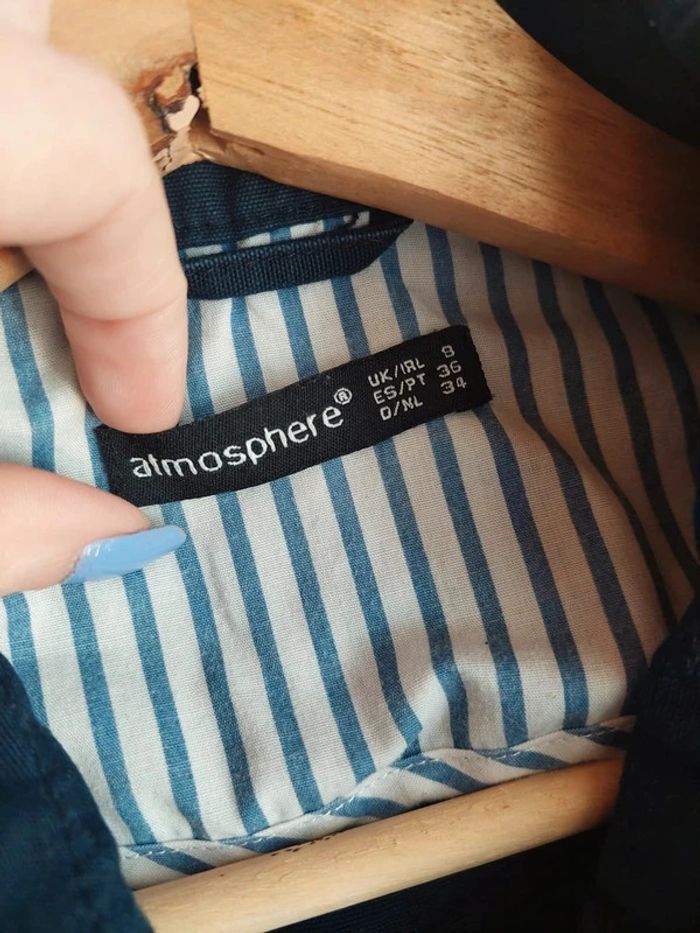 atmosphere®
UK/IRL 8
ES/PT 36
D/NL 34